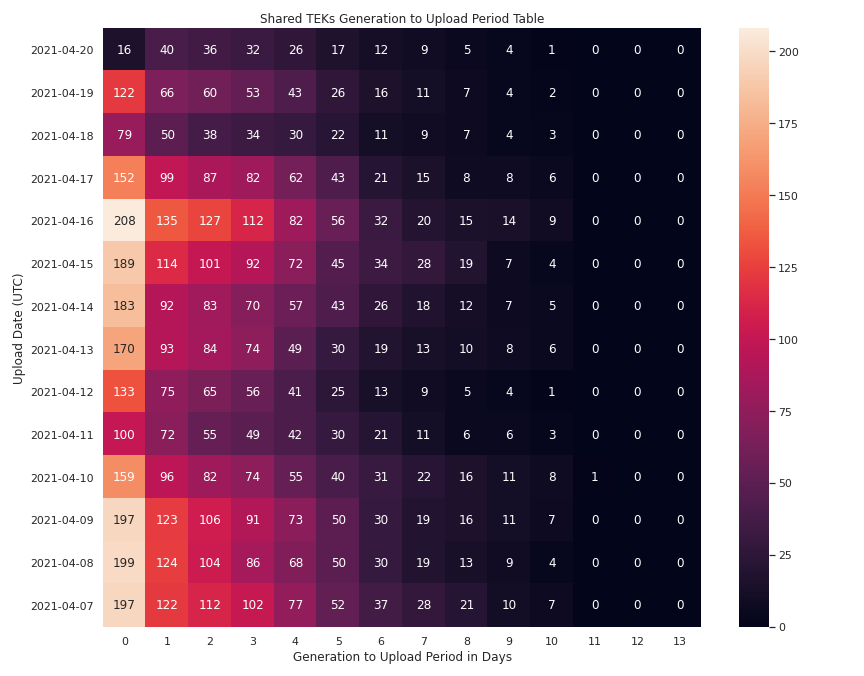 Shared TEKs Generation to Upload Period Table
Upload Date (UTC)
2021-04-20 16 40 36 32 26 17 12 9 5 4 1 0 0 0
2021-04-19 122 66 60 53 43 26 16 11 7 4 2 0 0 0
2021-04-18 79 50 38 34 30 22 11 9 7 4 3 0 0 0
2021-04-17 152 99 87 82 62 43 21 15 8 8 6 0 0 0
2021-04-16 208 135 127 112 82 56 32 20 15 14 9 0 0 0
2021-04-15 189 114 101 92 72 45 34 28 19 7 4 0 0 0
2021-04-14 183 92 83 70 57 43 26 18 12 7 5 0 0 0
2021-04-13 170 93 84 74 49 30 19 13 10 8 6 0 0 0
2021-04-12 133 75 65 56 41 25 13 9 5 4 1 0 0 0
2021-04-11 100 72 55 49 42 30 21 11 6 6 3 0 0 0
2021-04-10 159 96 82 74 55 40 31 22 16 11 8 1 0 0
2021-04-09 197 123 106 91 73 50 30 19 16 11 7 0 0 0
2021-04-08 199 124 104 86 68 50 30 19 13 9 4 0 0 0
2021-04-07 197 122 112 102 77 52 37 28 21 10 7 0 0 0
0 1 2 3 4 5 6 7 8 9 10 11 12 13
Generation to Upload Period in Days
200
175
150
125
100
75
50
25
0